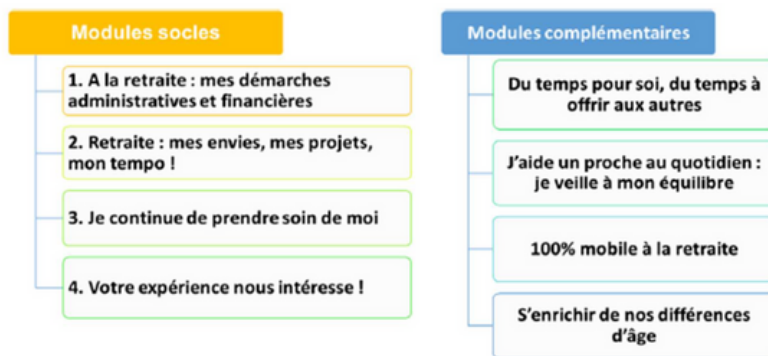 Modules socles
1. A la retraite : mes démarches
administratives et financières
2. Retraite : mes envies, mes projets,
mon tempo !
3. Je continue de prendre soin de moi
4. Votre expérience nous intéresse !
Modules complémentaires
Du temps pour soi, du temps à
offrir aux autres
J’aide un proche au quotidien :
je veille à mon équilibre
100% mobile à la retraite
S’enrichir de nos différences
d’âge